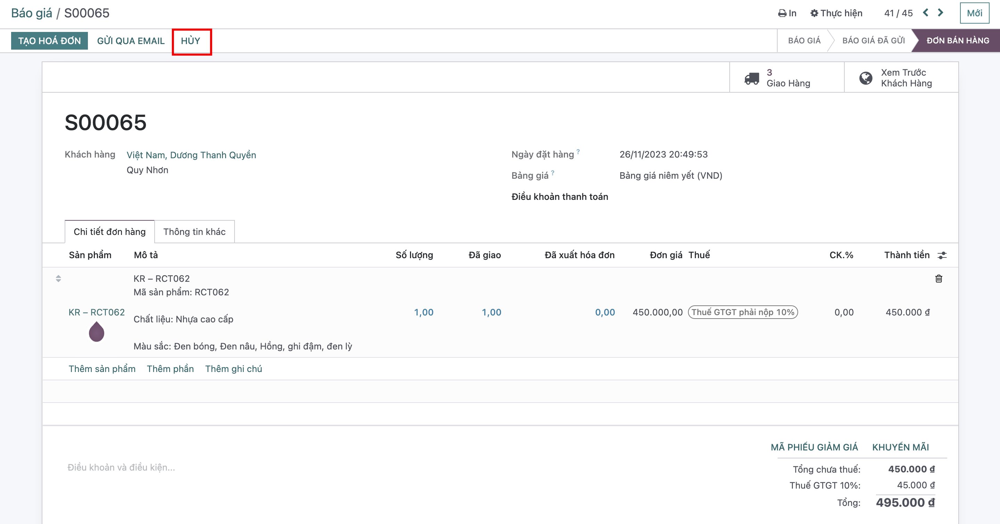 Báo giá / S00065
In
Thực hiện
41 / 45
Mới
TẠO HOÁ ĐƠN
GỬI QUA EMAIL
HỦY
BÁO GIÁ
BÁO GIÁ ĐÃ GỬI
ĐƠN BÁN HÀNG
3
Giao Hàng
Xem Trước
Khách Hàng
S00065
Khách hàng
Việt Nam, Dương Thanh Quyền
Quy Nhơn
Ngày đặt hàng ?
26/11/2023 20:49:53
Bảng giá ?
Bảng giá niêm yết (VND)
Điều khoản thanh toán
Chi tiết đơn hàng
Thông tin khác
Sản phẩm
Mô tả
Số lượng
Đã giao
Đã xuất hóa đơn
Đơn giá
Thuế
CK.%
Thành tiền
KR – RCT062
KR – RCT062
Mã sản phẩm: RCT062
Chất liệu: Nhựa cao cấp
Màu sắc: Đen bóng, Đen nâu, Hồng, ghi đậm, đen lỳ
1,00
1,00
0,00
450.000,00
Thuế GTGT phải nộp 10%
0,00
450.000 ₫
Thêm sản phẩm
Thêm phần
Thêm ghi chú
MÃ PHIẾU GIẢM GIÁ
KHUYẾN MÃI
Điều khoản và điều kiện...
Tổng chưa thuế: 450.000 ₫
Thuế GTGT 10%: 45.000 ₫
Tổng: 495.000 ₫